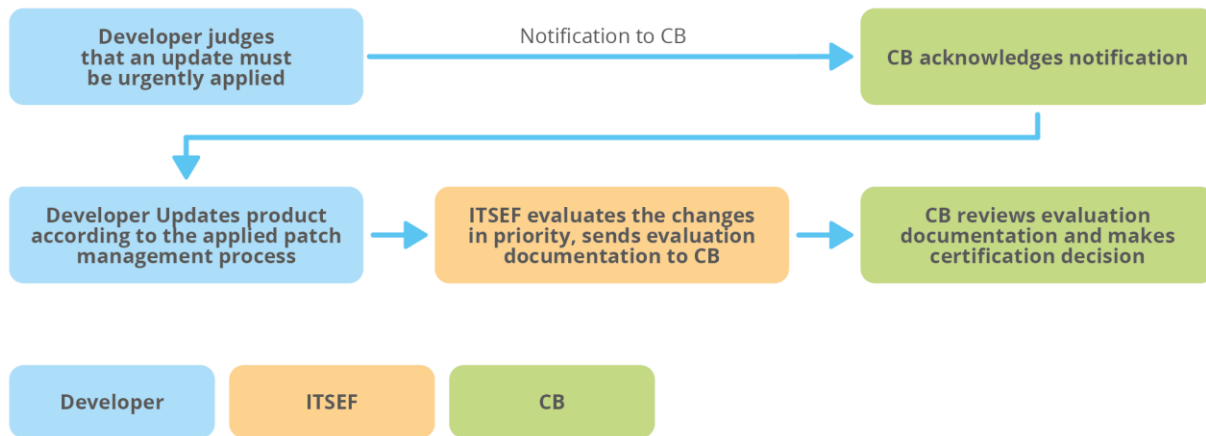 Developer judges
that an update must
be urgently applied
Notification to CB
CB acknowledges notification
Developer Updates product
according to the applied patch
management process
ITSEF evaluates the changes
in priority, sends evaluation
documentation to CB
CB reviews evaluation
documentation and makes
certification decision
Developer
ITSEF
CB